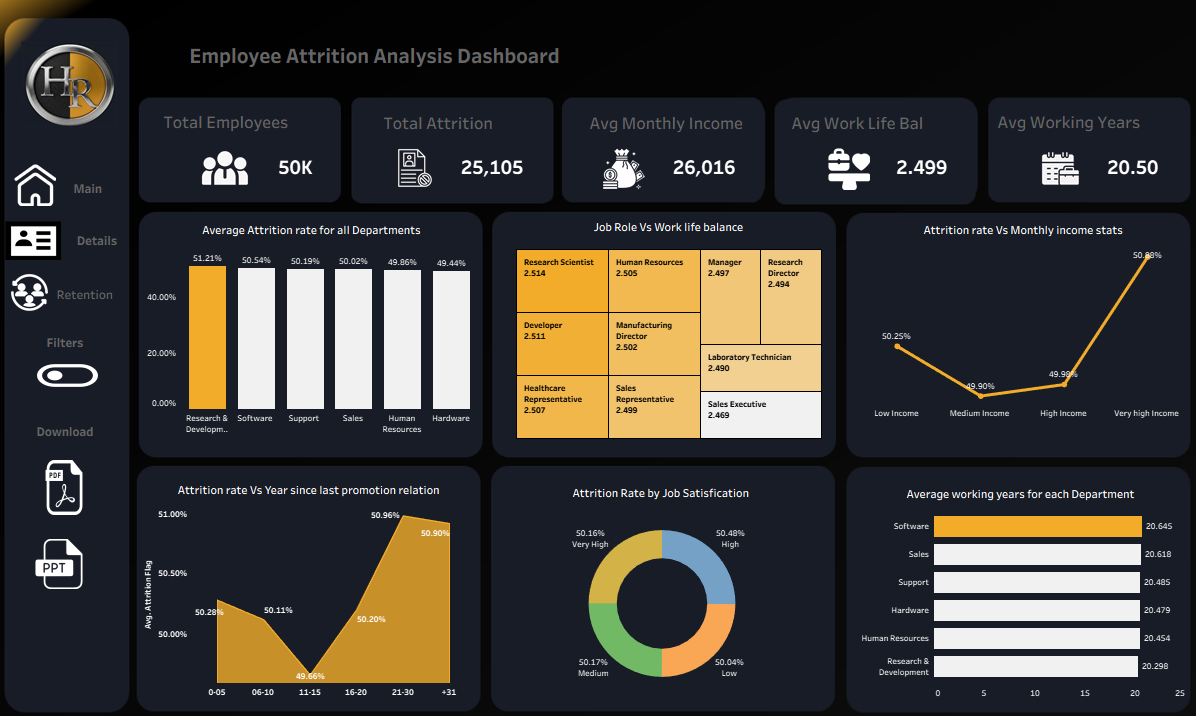 Employee Attrition Analysis Dashboard
HR
Main
Details
Retention
Filters
Download
PDF
PPT
Total Employees
50K
Total Attrition
25,105
Avg Monthly Income
26,016
Avg Work Life Bal
2.499
Avg Working Years
20.50
Average Attrition rate for all Departments
51.21%
50.54%
50.19%
50.02%
49.86%
49.44%
40.00%
20.00%
0.00%
Research &
Developm..
Software
Support
Sales
Human
Resources
Hardware
Job Role Vs Work life balance
Research Scientist
2.514
Human Resources
2.505
Manager
2.497
Research
Director
2.494
Developer
2.511
Manufacturing
Director
2.502
Laboratory Technician
2.490
Healthcare
Representative
2.507
Sales
Representative
2.499
Sales Executive
2.469
Attrition rate Vs Monthly income stats
50.88%
50.25%
49.90%
49.98%
Low Income
Medium Income
High Income
Very high Income
Attrition rate Vs Year since last promotion relation
Avg. Attrition Flag
51.00%
50.50%
50.00%
50.28%
50.11%
49.66%
50.20%
50.96%
50.90%
0-05
06-10
11-15
16-20
21-30
+31
Attrition Rate by Job Satisfication
50.16%
Very High
50.48%
High
50.17%
Medium
50.04%
Low
Average working years for each Department
Software
20.645
Sales
20.618
Support
20.485
Hardware
20.479
Human Resources
20.454
Research &
Development
20.298
0
5
10
15
20
25